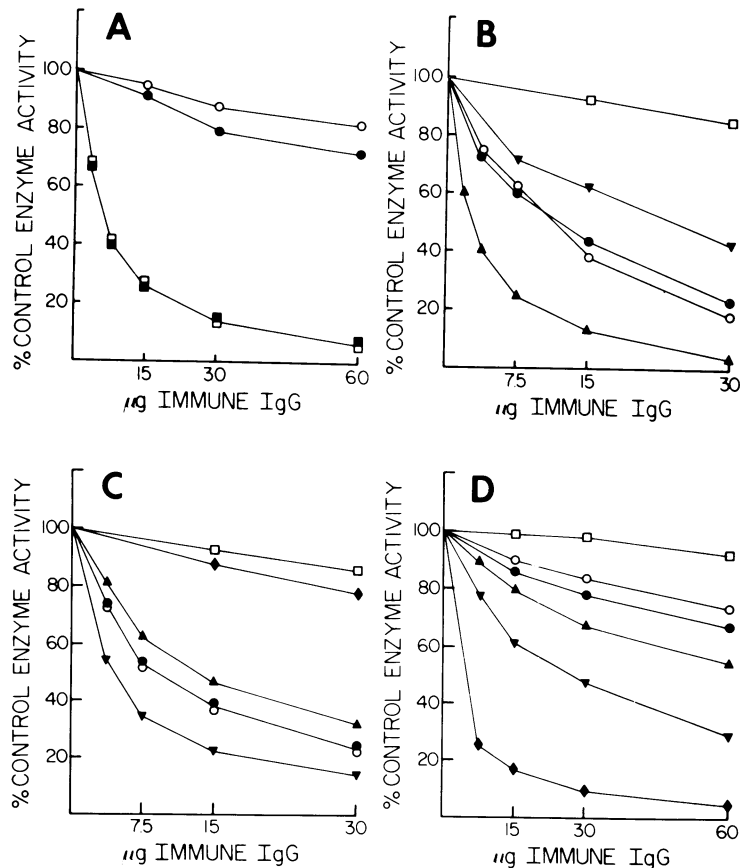 A
% CONTROL ENZYME ACTIVITY
100
80
60
40
20
15
30
60
µg IMMUNE IgG
B
% CONTROL ENZYME ACTIVITY
100
80
60
40
20
7.5
15
30
µg IMMUNE IgG
C
% CONTROL ENZYME ACTIVITY
100
80
60
40
20
7.5
15
30
µg IMMUNE IgG
D
% CONTROL ENZYME ACTIVITY
100
80
60
40
20
15
30
60
µg IMMUNE IgG